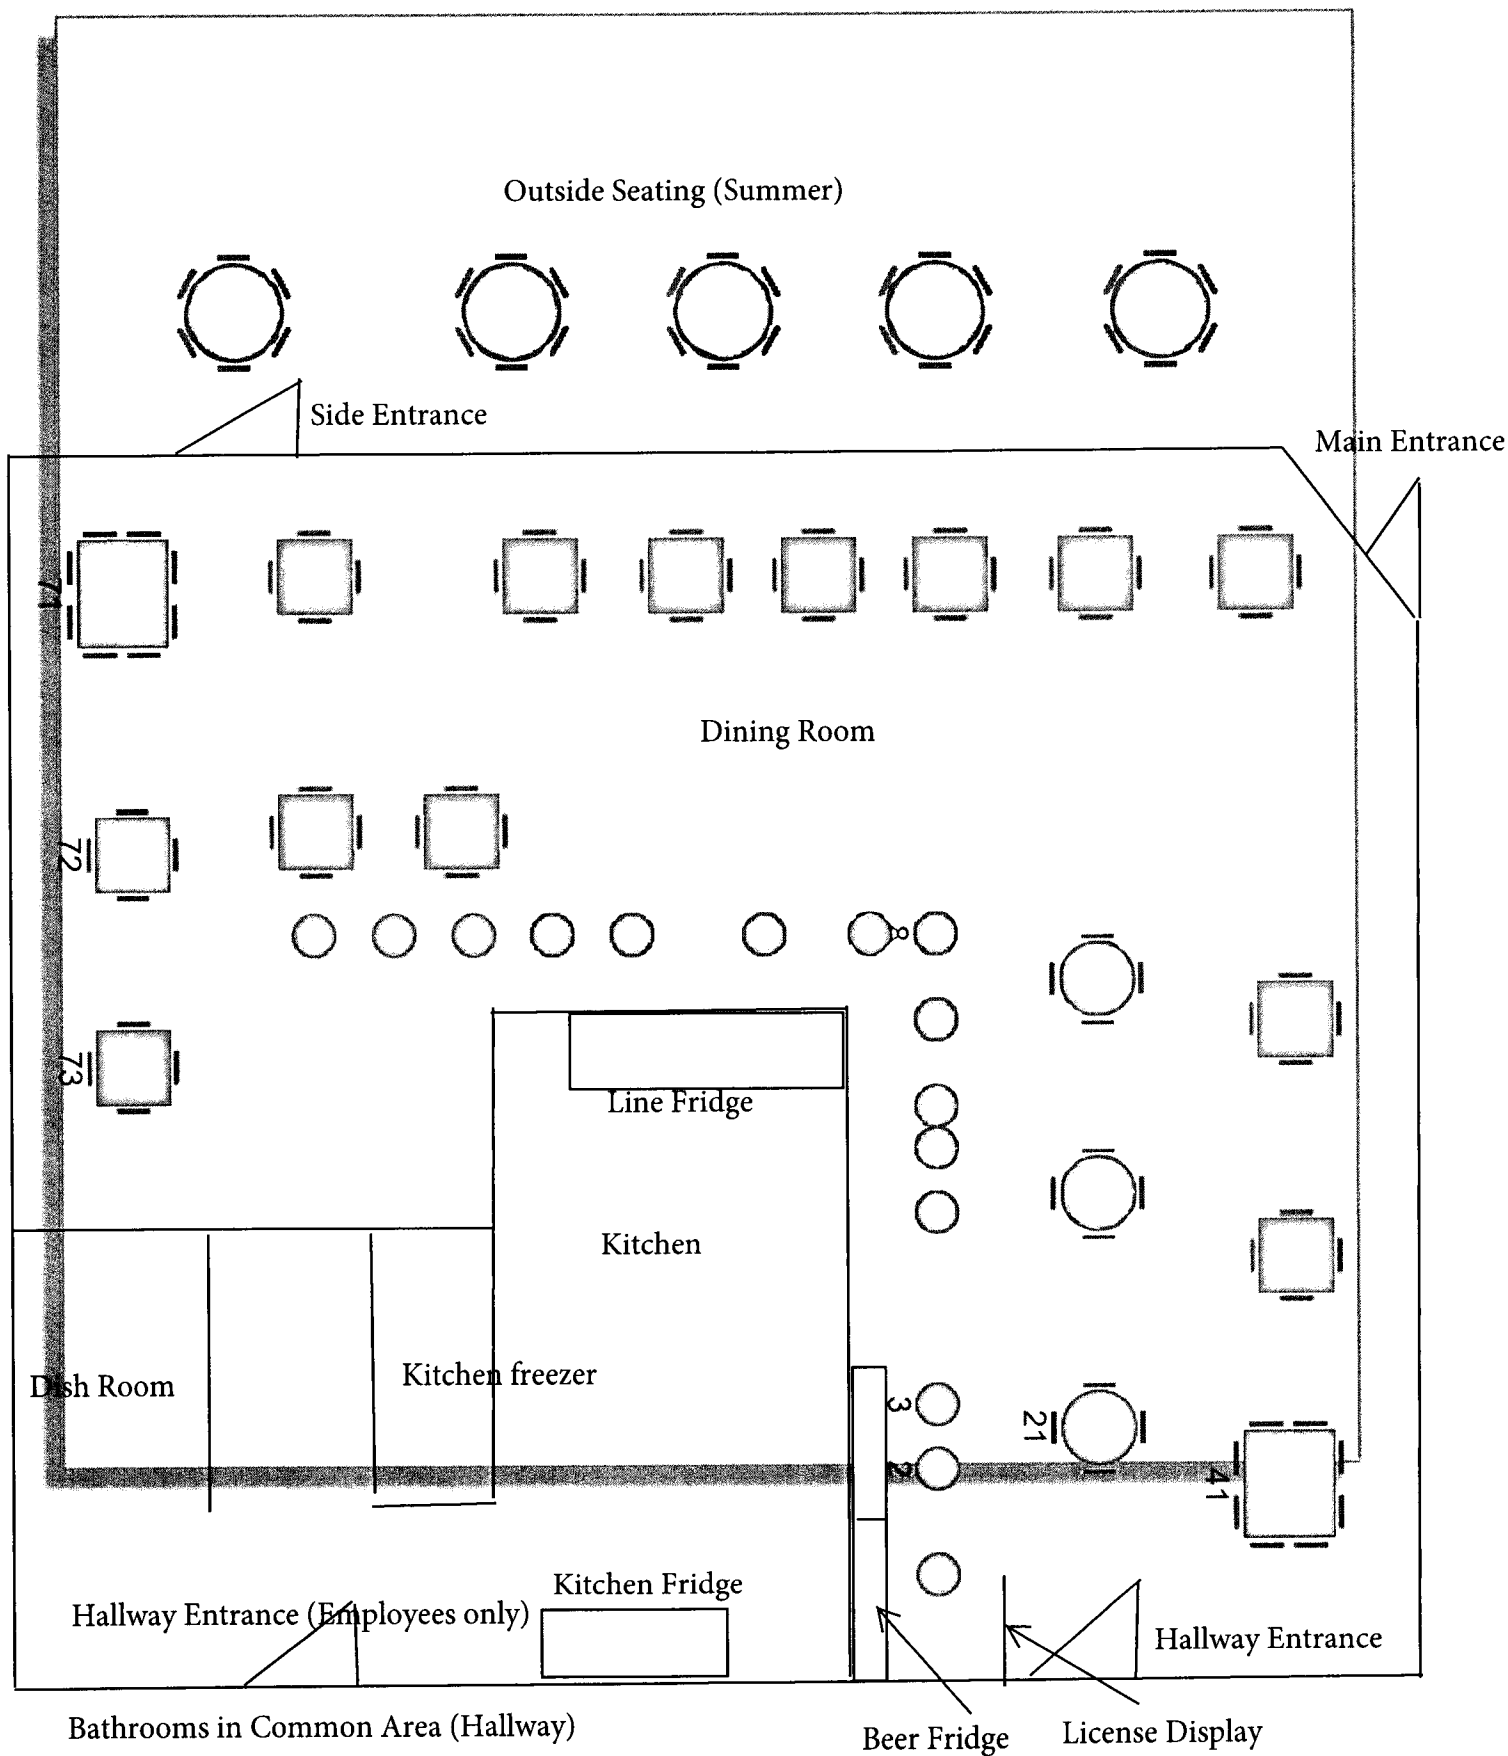 Outside Seating (Summer)
Side Entrance
Main Entrance
71
Dining Room
72
73
Line Fridge
Kitchen
Dish Room
Kitchen freezer
3
21
2
41
Kitchen Fridge
Hallway Entrance (Employees only)
Hallway Entrance
Bathrooms in Common Area (Hallway)
Beer Fridge
License Display